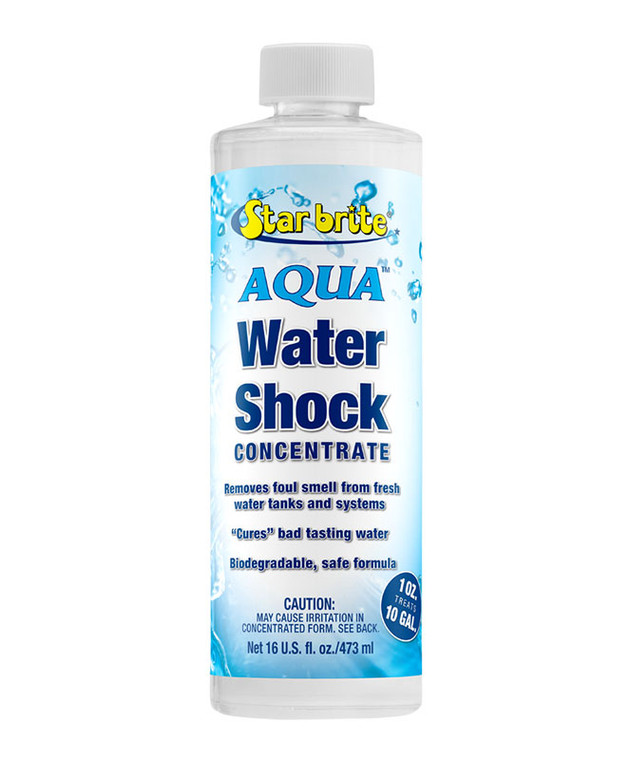 Star brite®
AQUA™
Water
Shock
CONCENTRATE
Removes foul smell from fresh
water tanks and systems
“Cures” bad tasting water
Biodegradable, safe formula
1 OZ.
TREATS
10 GAL.
CAUTION:
MAY CAUSE IRRITATION IN
CONCENTRATED FORM. SEE BACK.
Net 16 U.S. fl. oz./473 ml